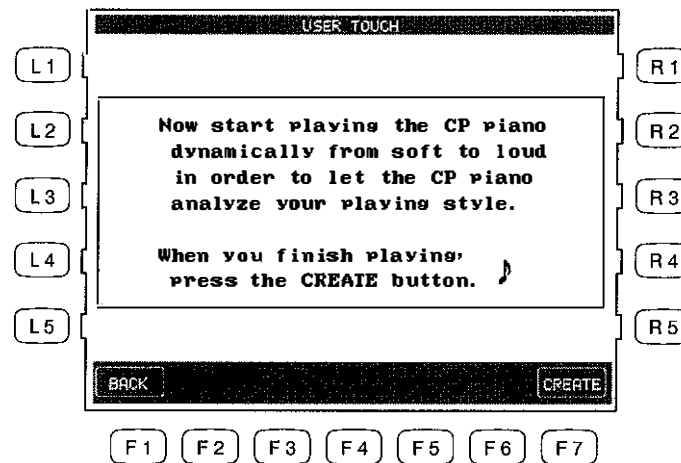 USER TOUCH
L1
R1
L2
R2
L3
R3
L4
R4
L5
R5
Now start playing the CP piano
dynamically from soft to loud
in order to let the CP piano
analyze your playing style.
When you finish playing,
press the CREATE button.
BACK
CREATE
F1 F2 F3 F4 F5 F6 F7